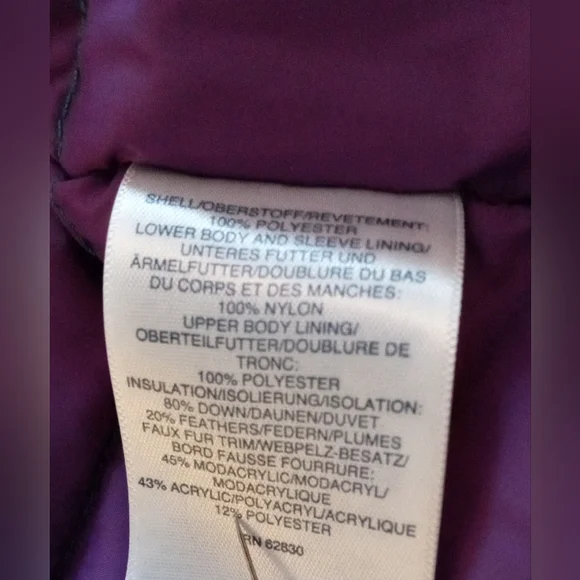 SHELL/OBERSTOFF/REVETEMENT:
100% POLYESTER
LOWER BODY AND SLEEVE LINING/
UNTERES FUTTER UND
ÄRMELFUTTER/DOUBLURE DU BAS
DU CORPS ET DES MANCHES:
100% NYLON
UPPER BODY LINING/
OBERTEILFUTTER/DOUBLURE DE
TRONC:
100% POLYESTER
INSULATION/ISOLIERUNG/ISOLATION:
80% DOWN/DAUNEN/DUVET
20% FEATHERS/FEDERN/PLUMES
FAUX FUR TRIM/WEBPELZ-BESATZ/
BORD FAUSSE FOURRURE:
45% MODACRYLIC/MODACRYL/
MODACRYLIQUE
43% ACRYLIC/POLYACRYL/ACRYLIQUE
12% POLYESTER
RN 62830